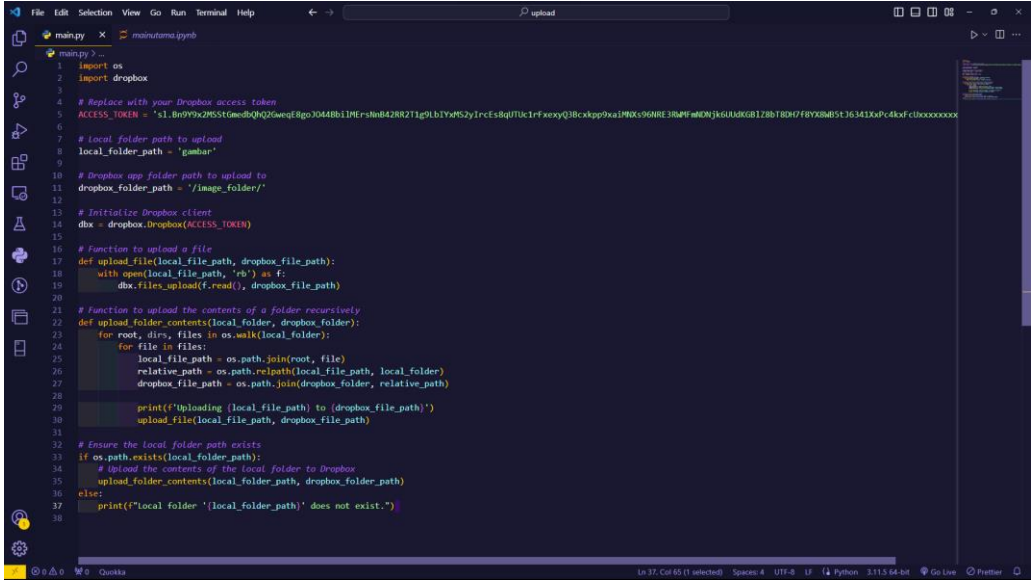 File Edit Selection View Go Run Terminal Help
upload
main.py
mainutama.ipynb
main.py > ...
1 import os
2 import dropbox
3
4 # Replace with your Dropbox access token
5 ACCESS_TOKEN =
6
7 # Local folder path to upload
8 local_folder_path = 'gambar'
9
10 # Dropbox app folder path to upload to
11 dropbox_folder_path = '/image_folder/'
12
13 # Initialize Dropbox client
14 dbx = dropbox.Dropbox(ACCESS_TOKEN)
15
16 # Function to upload a file
17 def upload_file(local_file_path, dropbox_file_path):
18 with open(local_file_path, 'rb') as f:
19 dbx.files_upload(f.read(), dropbox_file_path)
20
21 # Function to upload the contents of a folder recursively
22 def upload_folder_contents(local_folder, dropbox_folder):
23 for root, dirs, files in os.walk(local_folder):
24 for file in files:
25 local_file_path = os.path.join(root, file)
26 relative_path = os.path.relpath(local_file_path, local_folder)
27 dropbox_file_path = os.path.join(dropbox_folder, relative_path)
28
29 print(f'Uploading {local_file_path} to {dropbox_file_path}')
30 upload_file(local_file_path, dropbox_file_path)
31
32 # Ensure the local folder path exists
33 if os.path.exists(local_folder_path):
34 # Upload the contents of the local folder to Dropbox
35 upload_folder_contents(local_folder_path, dropbox_folder_path)
36 else:
37 print(f"Local folder '{local_folder_path}' does not exist.")
38
0 0 0 Quokka Ln 37, Col 65 (1 selected) Spaces: 4 UTF-8 LF Python 3.11.5 64-bit Go Live Prettier